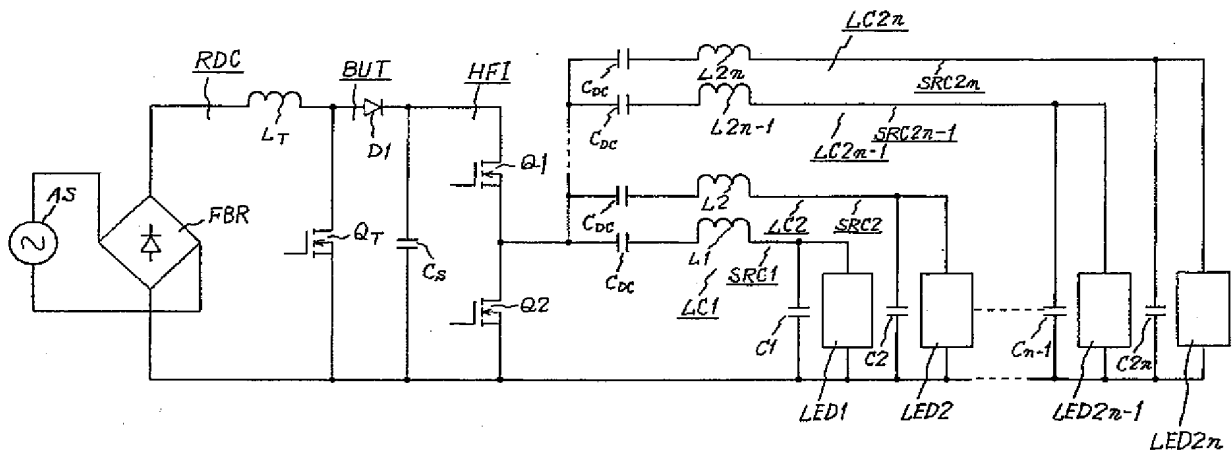 LC2n
RDC
BUT
HFI
L2n
CDC
SRC2n
LT
D1
CDC
L2n-1
SRC2n-1
LC2n-1
Q1
AS
FBR
L2
CDC
LC2
SRC2
QT
CS
L1
CDC
SRC1
LC1
Q2
C1
C2
Cn-1
C2n
LED1
LED2
LED2n-1
LED2n